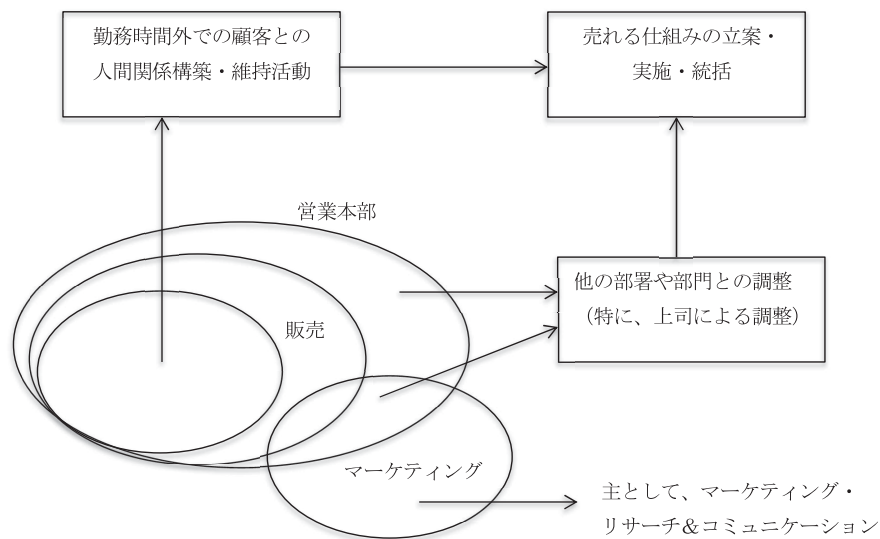 勤務時間外での顧客との
人間関係構築・維持活動
売れる仕組みの立案・
実施・統括
営業本部
他の部署や部門との調整
（特に、上司による調整）
販売
マーケティング
主として、マーケティング・
リサーチ＆コミュニケーション